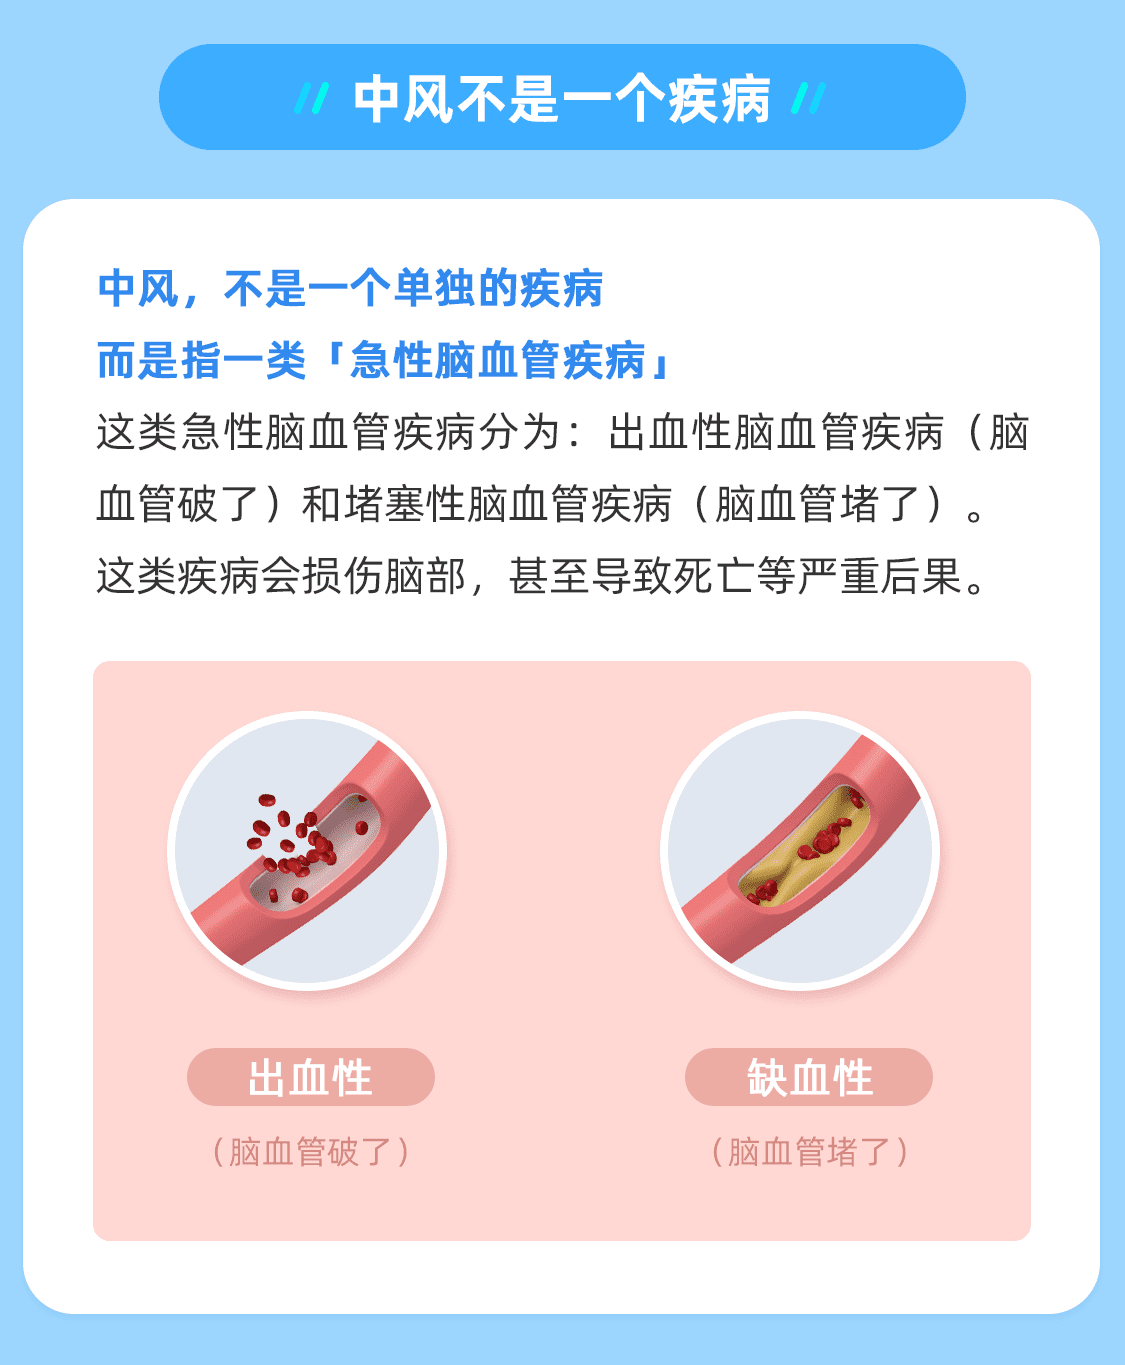 中风不是一个疾病
中风，不是一个单独的疾病
而是指一类「急性脑血管疾病」
这类急性脑血管疾病分为：出血性脑血管疾病（脑
血管破了）和堵塞性脑血管疾病（脑血管堵了）。
这类疾病会损伤脑部，甚至导致死亡等严重后果。
出血性
（脑血管破了）
缺血性
（脑血管堵了）